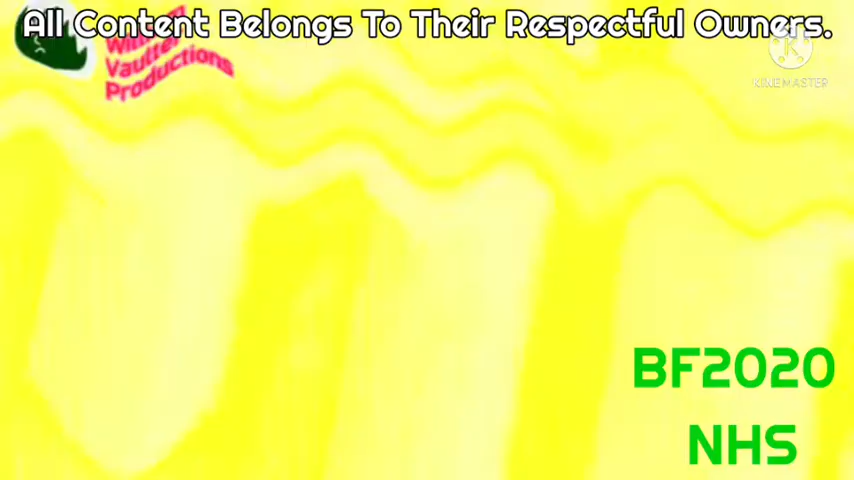 All Content Belongs To Their Respectful Owners.
Vaulter
Productions
KINEMASTER
BF2020
NHS